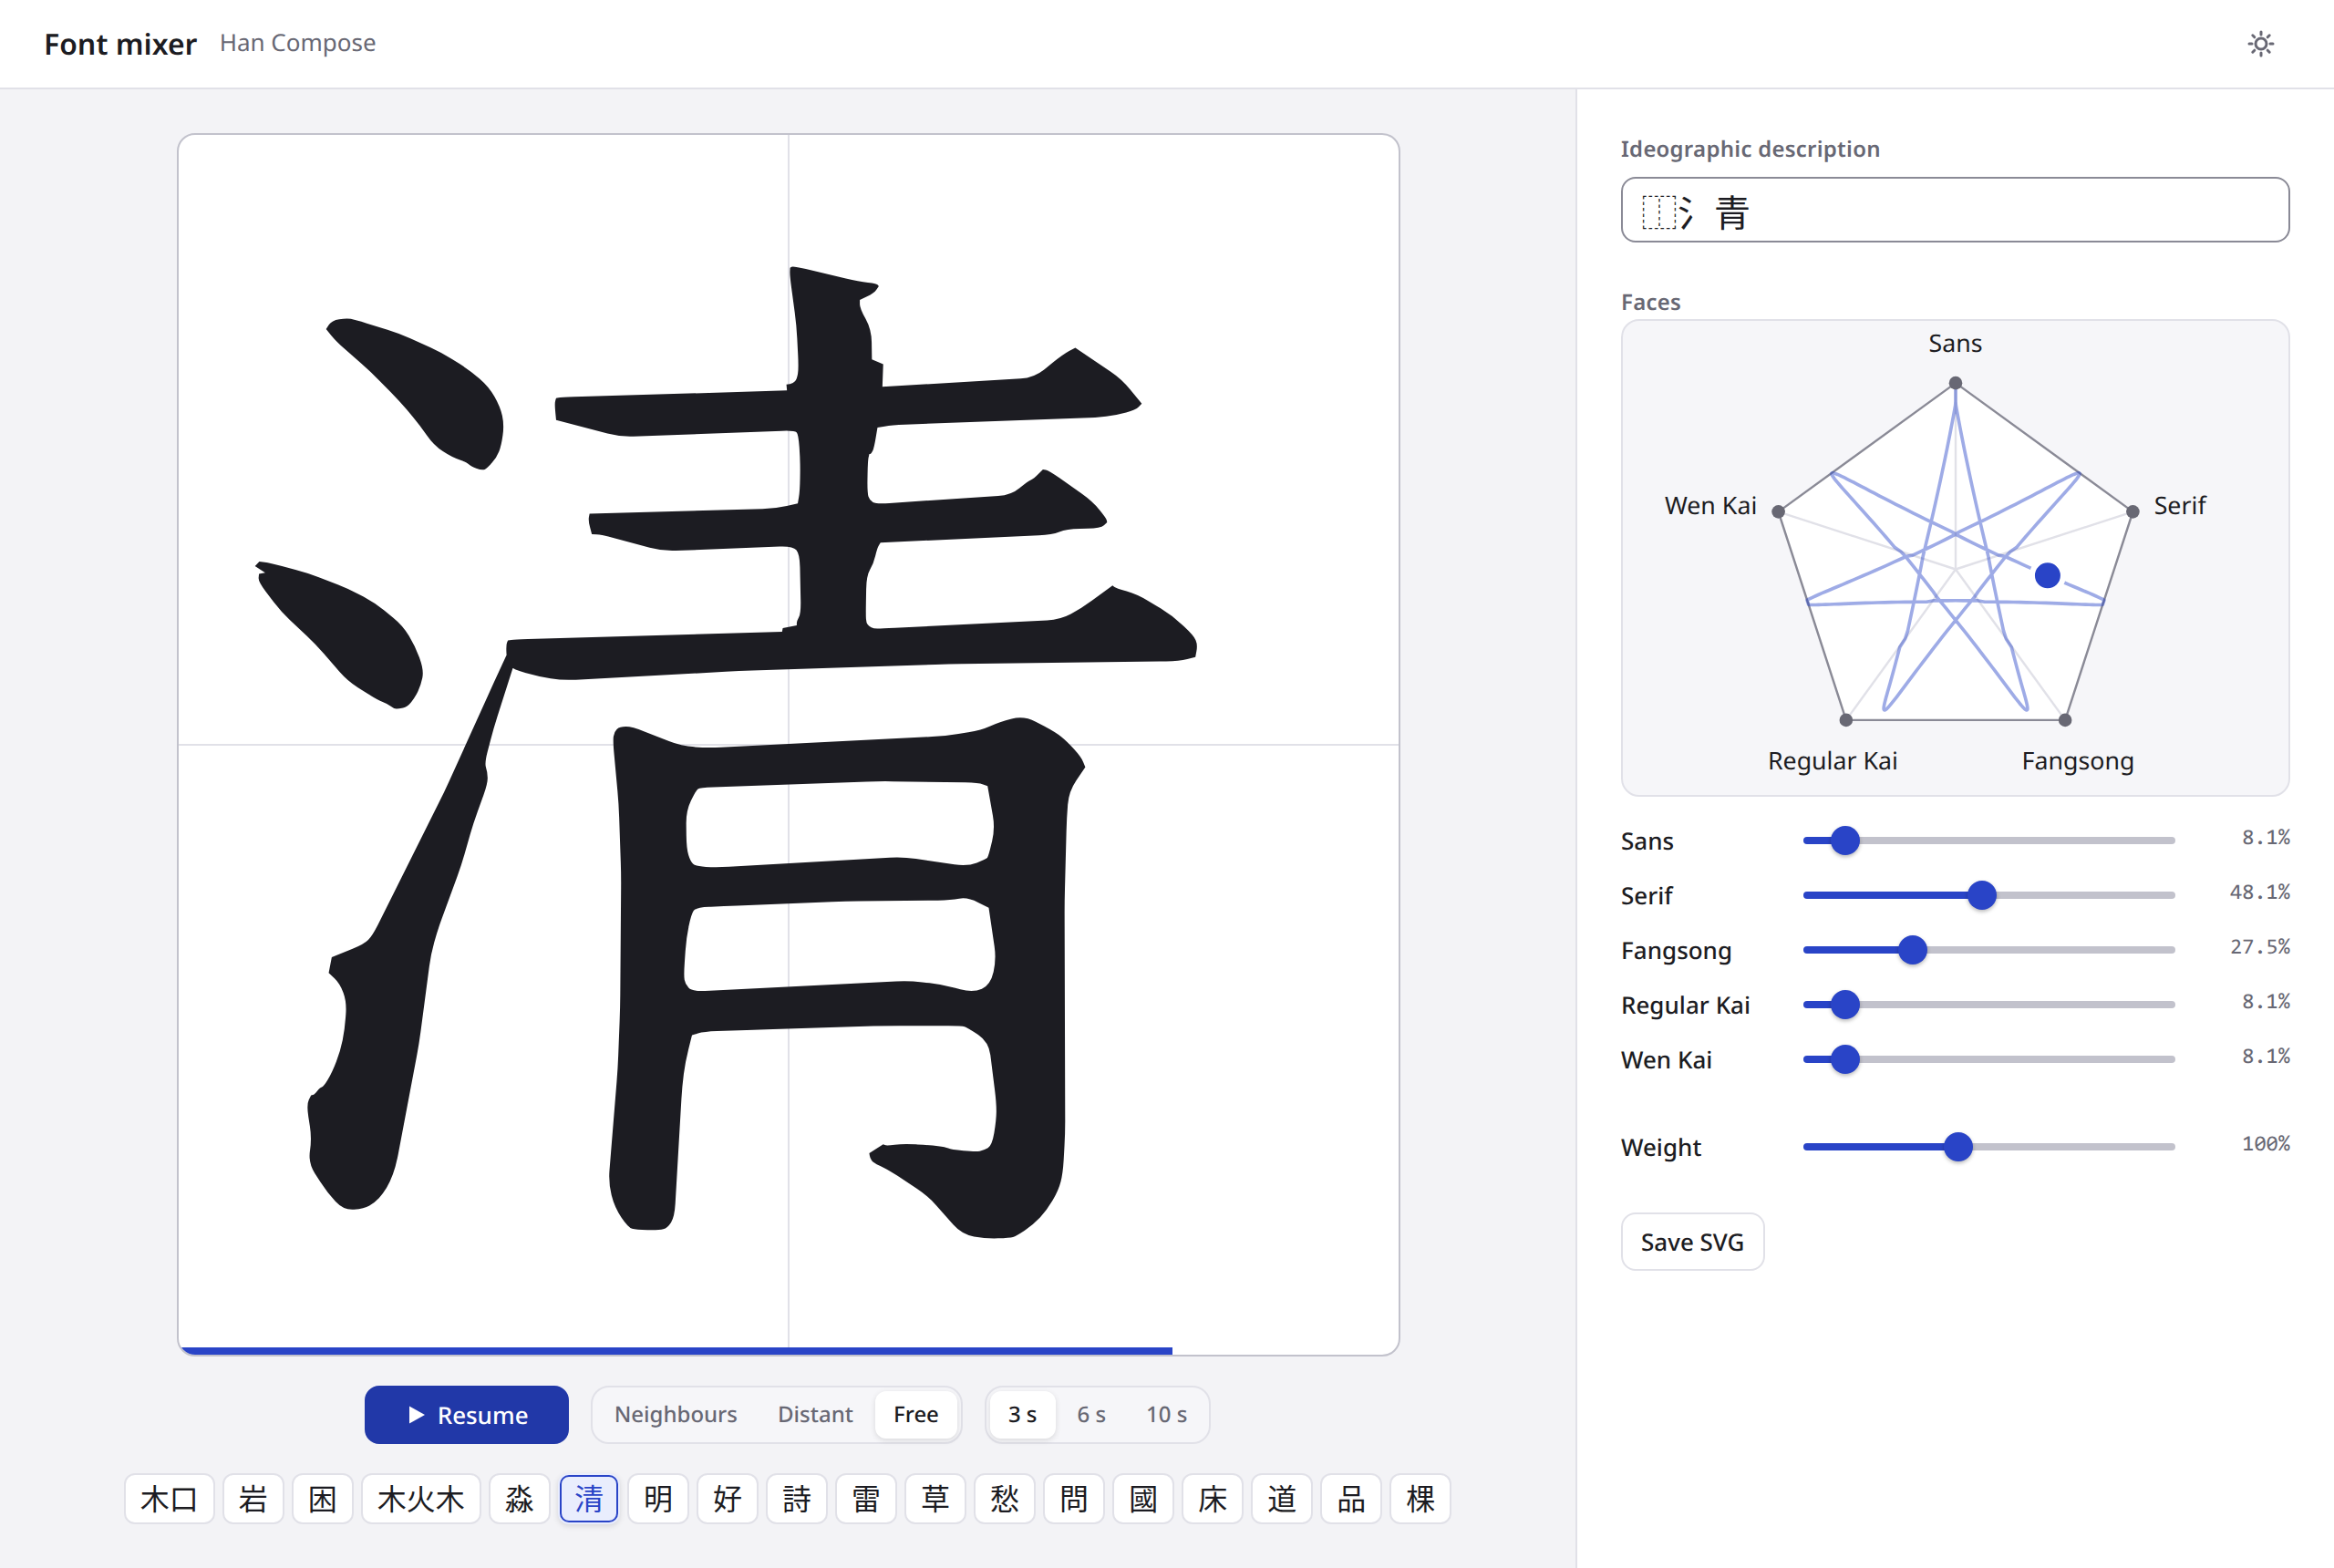 Font mixer Han Compose
清
Resume
Neighbours Distant Free
3 s 6 s 10 s
木口 岩 困 木火木 淼 清 明 好 詩 雷 草 愁 問 國 床 道 品 棵
Ideographic description
⿰氵青
Faces
Sans
Serif
Wen Kai
Regular Kai
Fangsong
Sans 8.1%
Serif 48.1%
Fangsong 27.5%
Regular Kai 8.1%
Wen Kai 8.1%
Weight 100%
Save SVG